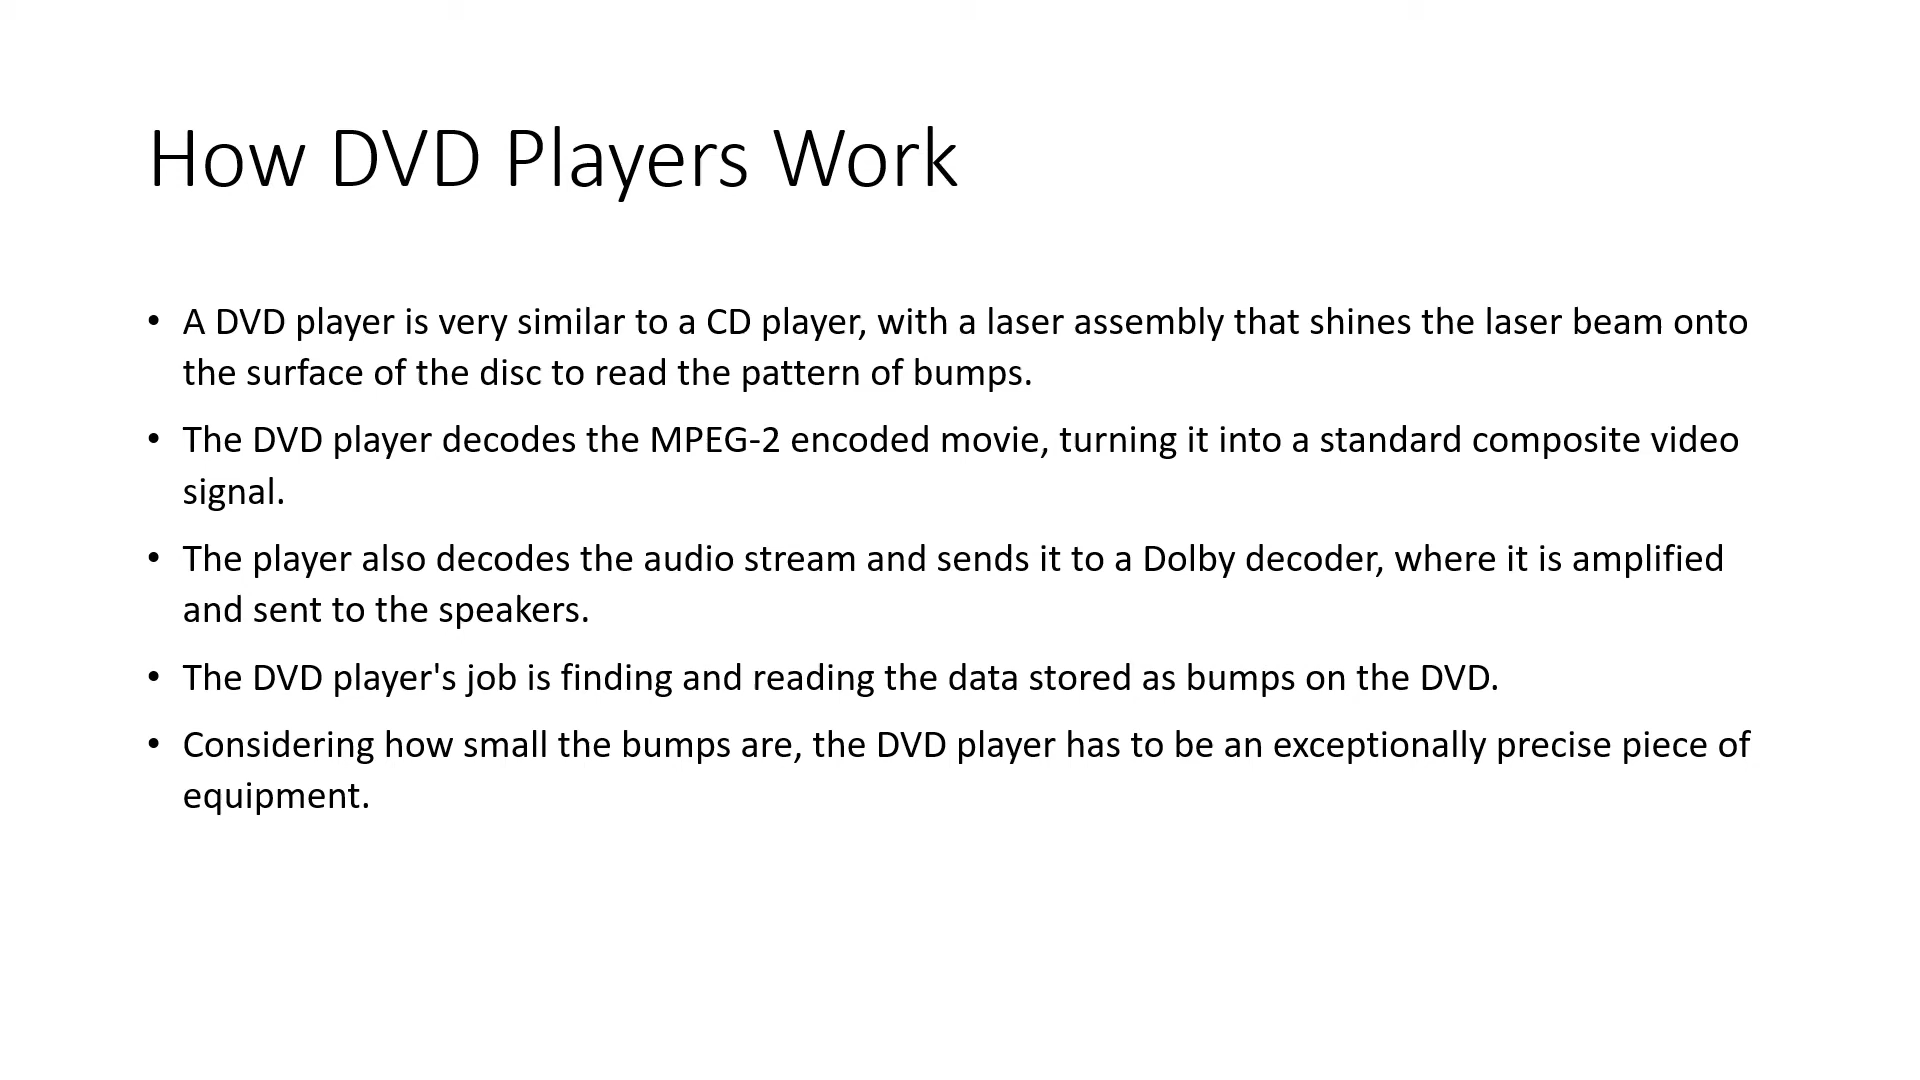 How DVD Players Work
• A DVD player is very similar to a CD player, with a laser assembly that shines the laser beam onto
the surface of the disc to read the pattern of bumps.
• The DVD player decodes the MPEG-2 encoded movie, turning it into a standard composite video
signal.
• The player also decodes the audio stream and sends it to a Dolby decoder, where it is amplified
and sent to the speakers.
• The DVD player's job is finding and reading the data stored as bumps on the DVD.
• Considering how small the bumps are, the DVD player has to be an exceptionally precise piece of
equipment.